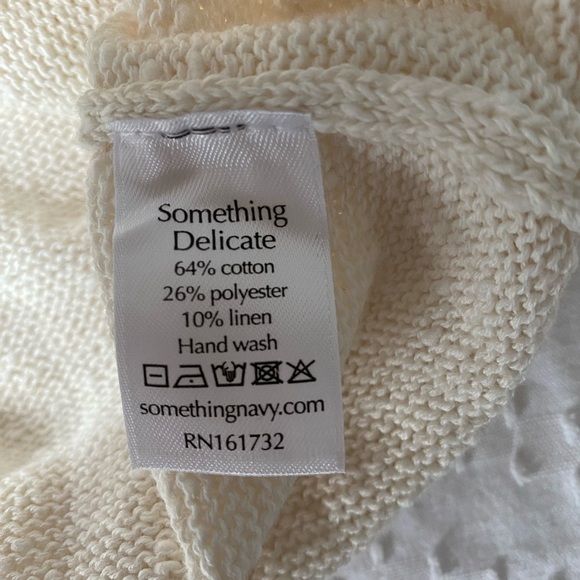 Something
Delicate
64% cotton
26% polyester
10% linen
Hand wash
somethingnavy.com
RN161732